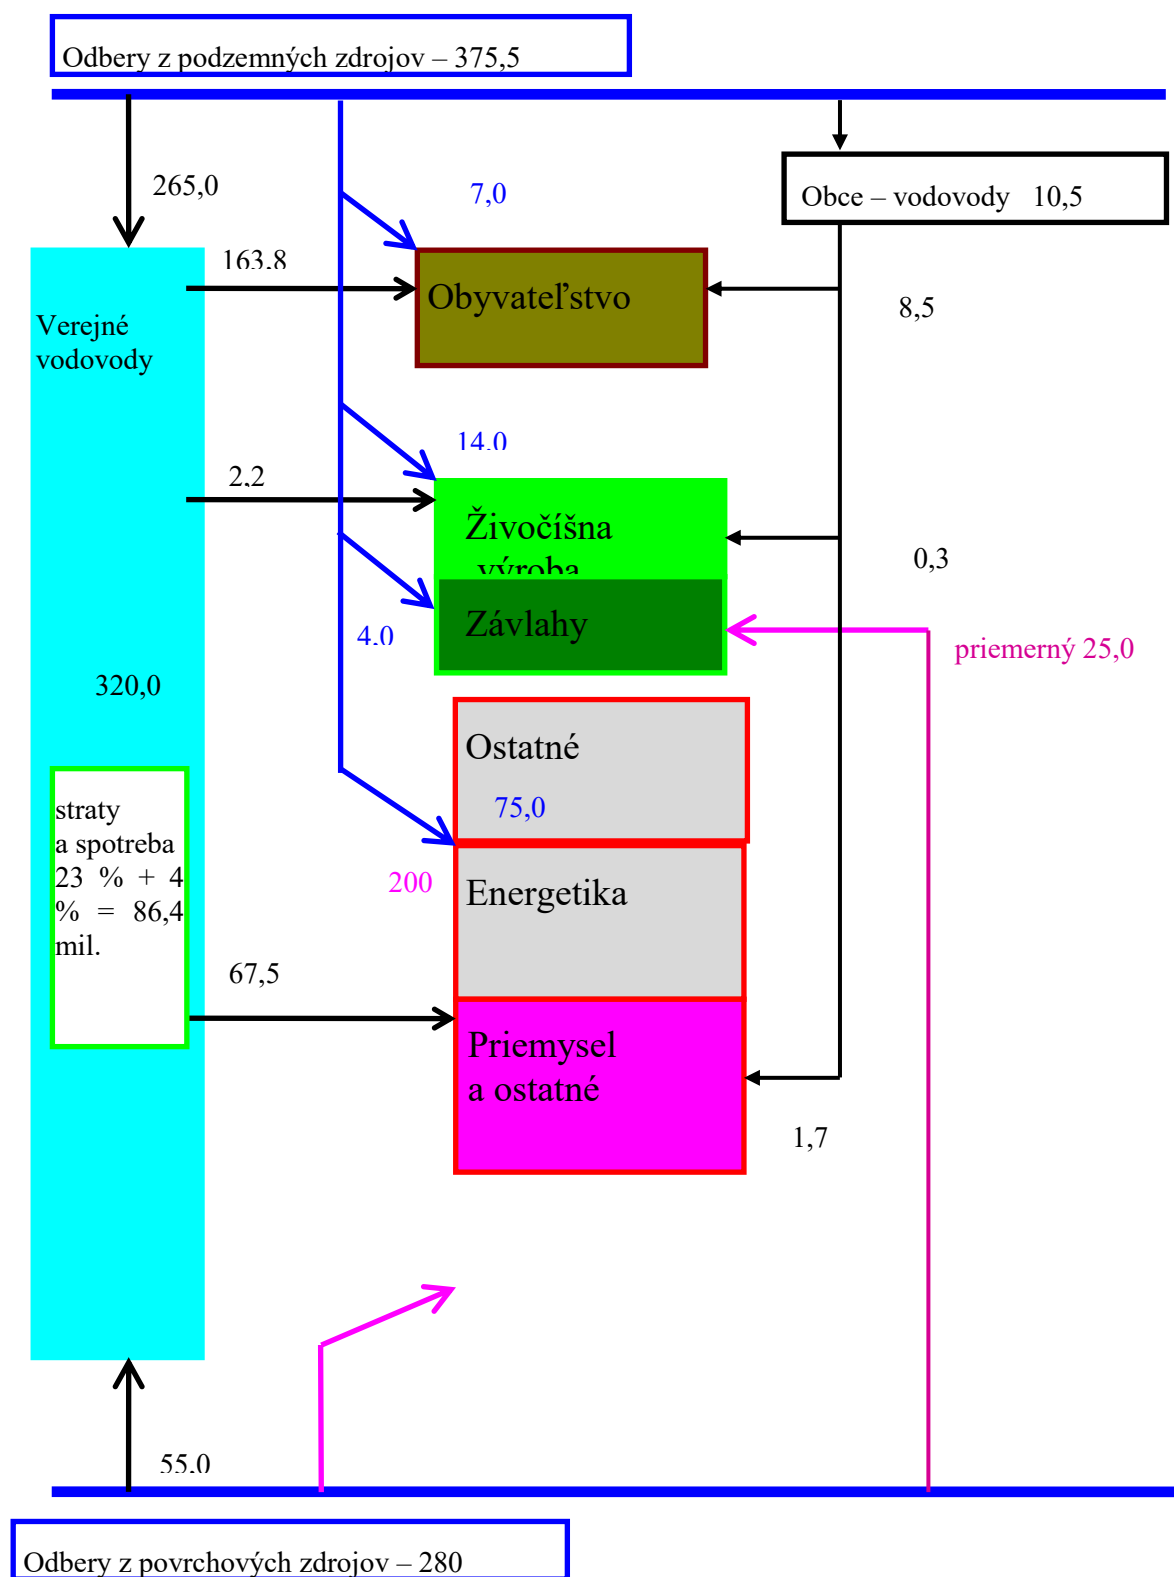 Odbery z podzemných zdrojov – 375,5
265,0
7,0
Obce – vodovody 10,5
163,8
Obyvateľstvo
8,5
Verejné
vodovody
14,0
2,2
Živočíšna
výroba
0,3
Závlahy
4,0
priemerný 25,0
320,0
Ostatné
75,0
straty
a spotreba
23 % + 4
% = 86,4
mil.
200
Energetika
67,5
Priemysel
a ostatné
1,7
55,0
Odbery z povrchových zdrojov – 280